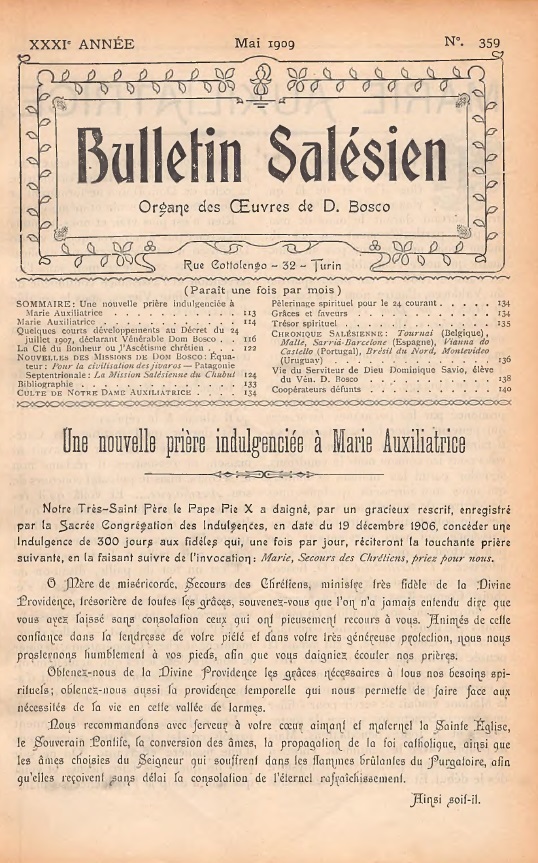 XXXIᵉ ANNÉE Mai 1909 Nº. 359
Bulletin Salésien
Organe des Œuvres de D. Bosco
Rue Cottolengo – 32 – Turin
(Paraît une fois par mois)
SOMMAIRE: Une nouvelle prière indulgenciée à
Marie Auxiliatrice . . . . . . . . . 113
Marie Auxiliatrice . . . . . . . . . 114
Quelques courts développements au Décret du 24
juillet 1907, déclarant Vénérable Dom Bosco . . 116
La Clé du Bonheur ou l'Ascétisme chrétien . . . 122
NOUVELLES DES MISSIONS DE DOM BOSCO: Équa-
teur: Pour la civilisation des jivaros — Patagonie
Septentrionale: La Mission Salésienne du Chubut 124
Bibliographie . . . . . . . . . . 133
CULTE DE NOTRE DAME AUXILIATRICE . . . . 134
Pèlerinage spirituel pour le 24 courant . . . . . 134
Grâces et faveurs . . . . . . . . . 134
Trésor spirituel . . . . . . . . . . 135
CHRONIQUE SALÉSIENNE: Tournai (Belgique),
Malte, Sarrià-Barcelone (Espagne), Vianna do
Castello (Portugal), Brésil du Nord, Montevideo
(Uruguay) . . . . . . . . . . 136
Vie du Serviteur de Dieu Dominique Savio, élève
du Vén. D. Bosco . . . . . . . . . 138
Coopérateurs défunts . . . . . . . . 140
Une nouvelle prière indulgenciée à Marie Auxiliatrice
Notre Très-Saint Père le Pape Pie X a daigné, par un gracieux rescrit, enregistré
par la Sacrée Congrégation des Indulgences, en date du 19 décembre 1906, concéder une
Indulgence de 300 jours aux fidèles qui, une fois par jour, réciteront la touchante prière
suivante, en la faisant suivre de l'invocation: Marie, Secours des Chrétiens, priez pour nous.
O Mère de miséricorde, Secours des Chrétiens, ministre très fidèle de la Divine
Providence, trésorière de toutes les grâces, souvenez-vous que l'on n'a jamais entendu dire que
vous ayez laissé sans consolation ceux qui ont pieusement recours à vous. Animés de cette
confiance dans la tendresse de votre piété et dans votre très généreuse protection, nous nous
prosternons humblement à vos pieds, afin que vous daigniez écouter nos prières.
Obtenez-nous de la Divine Providence les grâces nécessaires à tous nos besoins spi-
rituels; obtenez-nous aussi la providence temporelle qui nous permette de faire face aux
nécessités de la vie en cette vallée de larmes.
Nous recommandons avec ferveur à votre cœur aimant et maternel la Sainte Église,
le Souverain Pontife, la conversion des âmes, la propagation de la foi catholique, ainsi que
les âmes choisies du Seigneur qui souffrent dans les flammes brûlantes du Purgatoire, afin
qu'elles reçoivent sans délai la consolation de l'éternel rafraîchissement.
Ainsi soit-il.